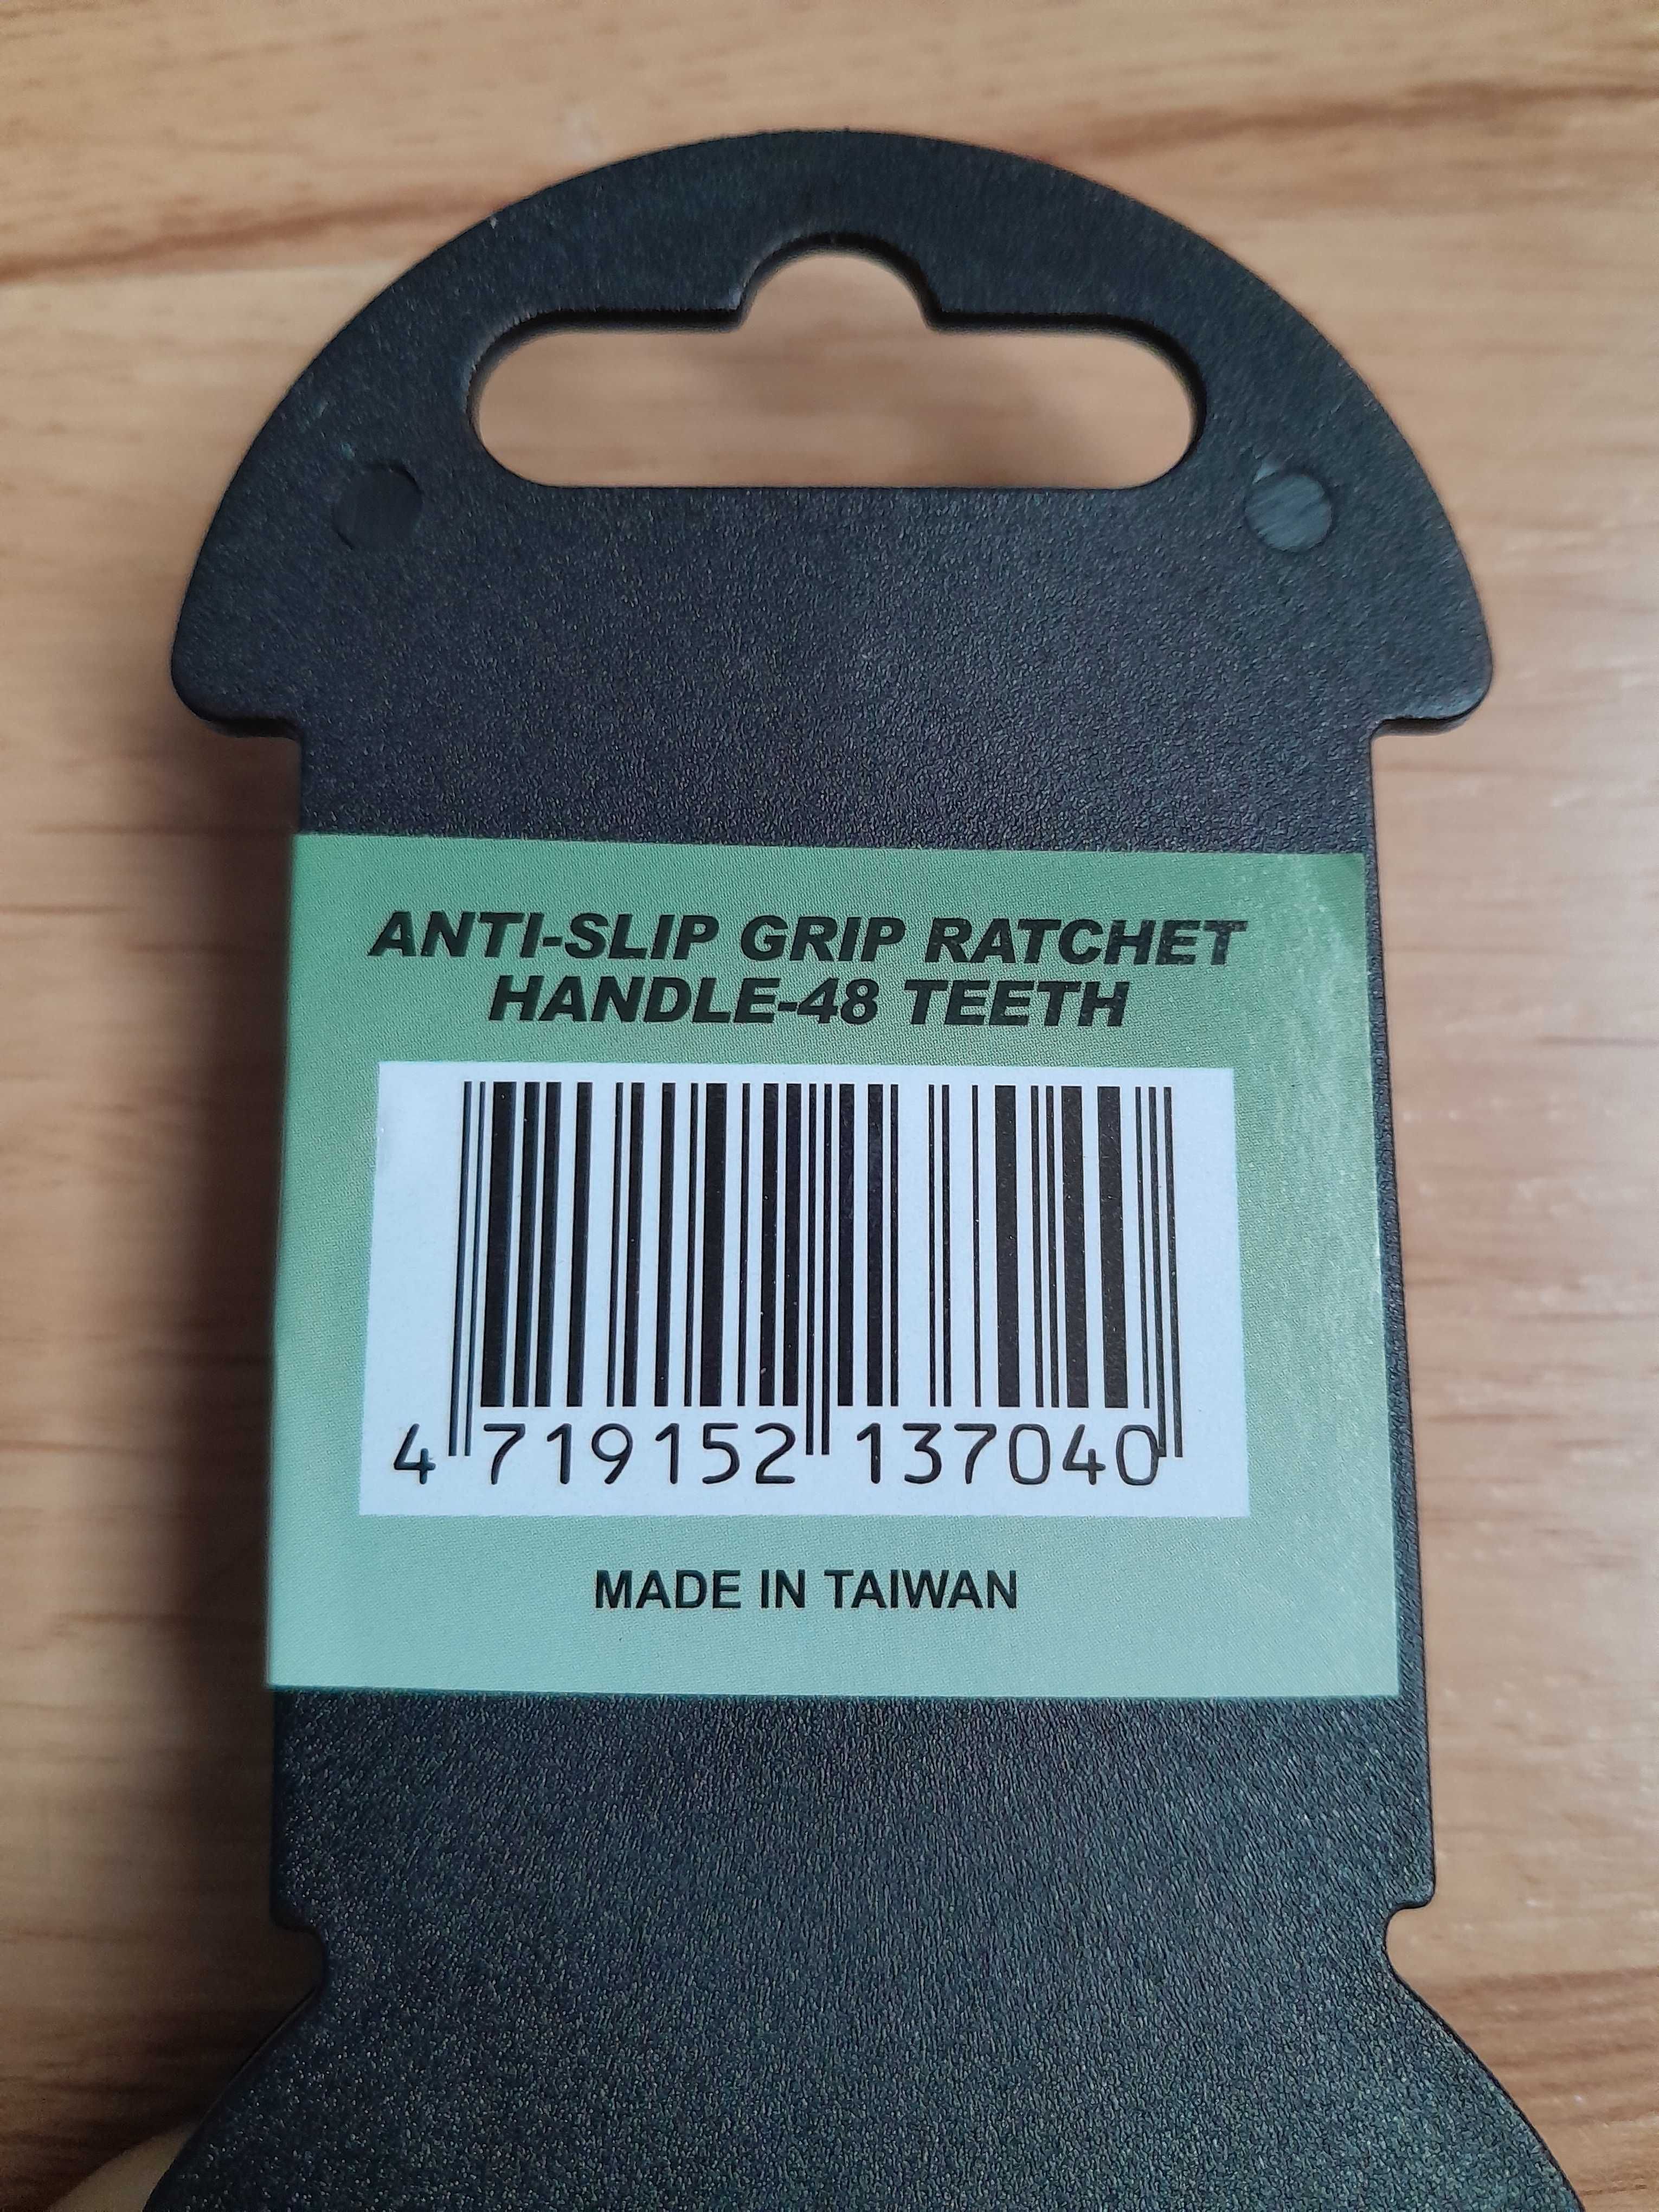 ANTI-SLIP GRIP RATCHET
HANDLE-48 TEETH
4 719152 137040
MADE IN TAIWAN